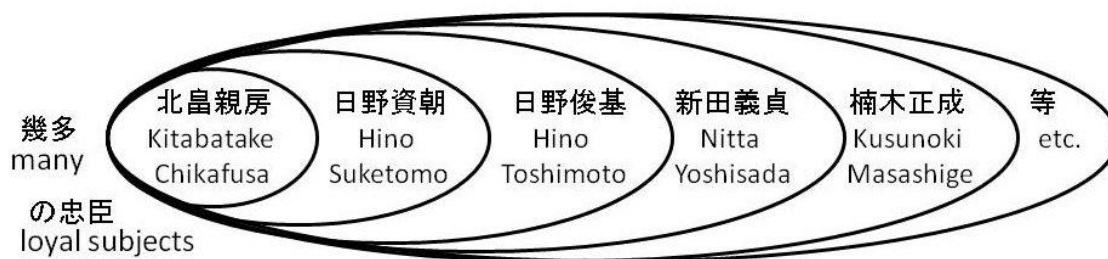 幾多
many
の忠臣
loyal subjects
北畠親房
Kitabatake
Chikafusa
日野資朝
Hino
Suketomo
日野俊基
Hino
Toshimoto
新田義貞
Nitta
Yoshisada
楠木正成
Kusunoki
Masashige
等
etc.